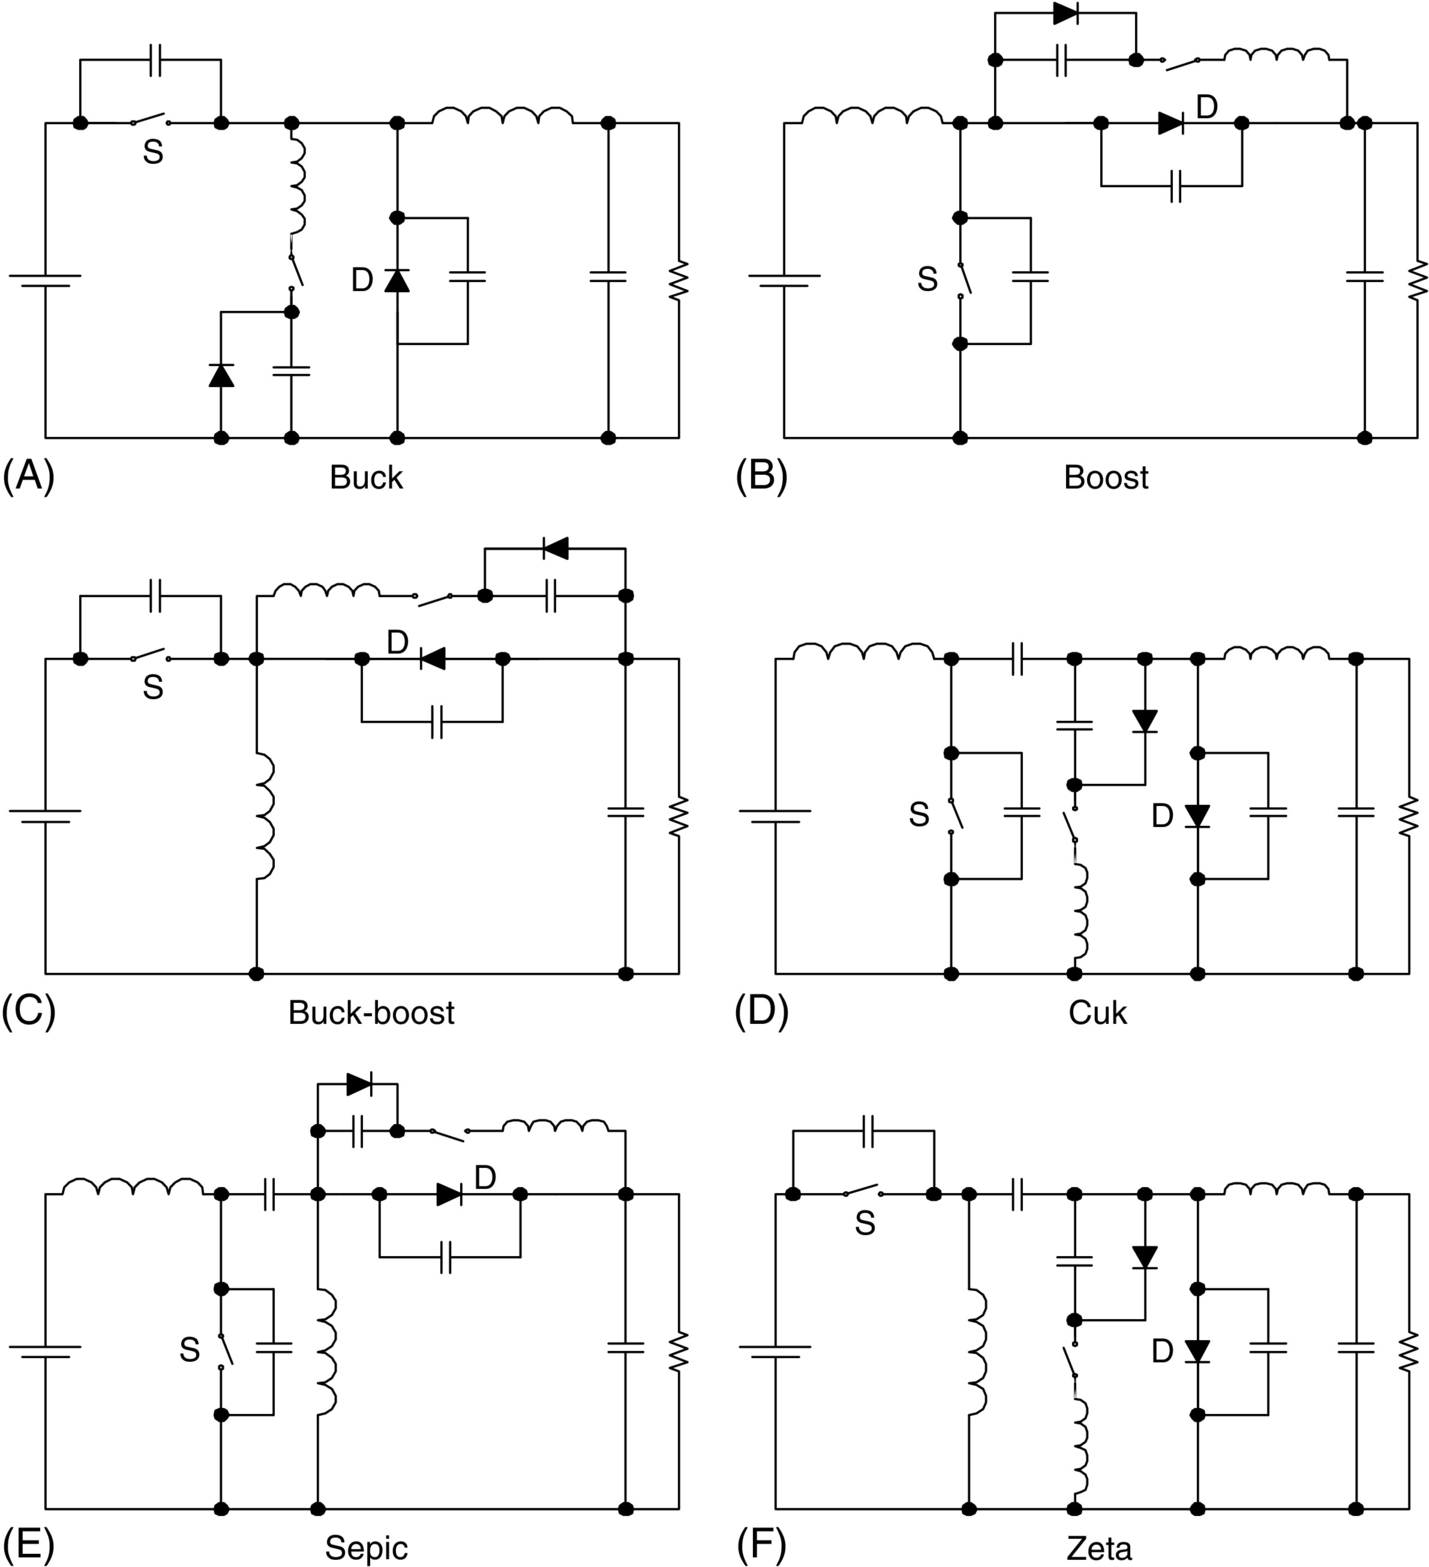 S
D
(A)
Buck
D
S
(B)
Boost
D
S
(C)
Buck-boost
S
D
(D)
Cuk
D
S
(E)
Sepic
S
D
(F)
Zeta